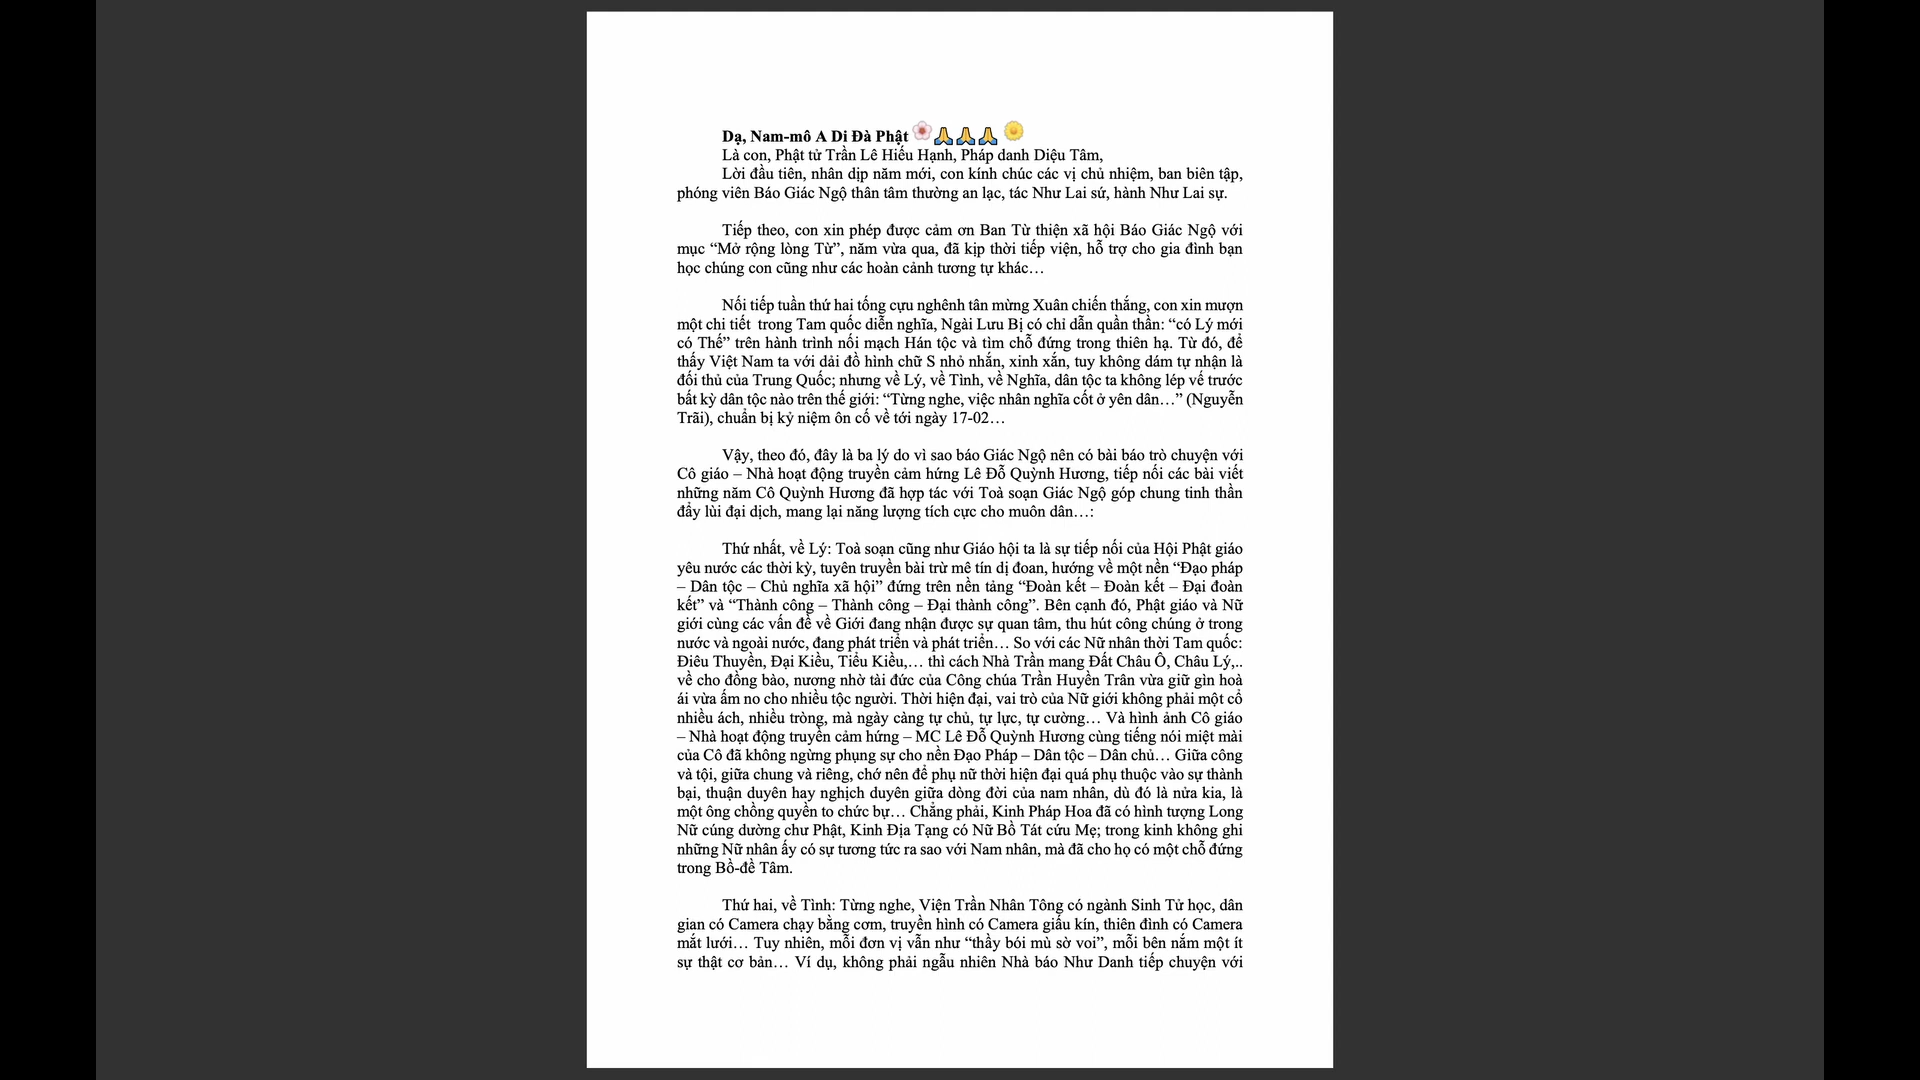 Dạ, Nam-mô A Di Đà Phật 🌸🙏🙏🙏🌼
Là con, Phật tử Trần Lê Hiếu Hạnh, Pháp danh Diệu Tâm,
Lời đầu tiên, nhân dịp năm mới, con kính chúc các vị chủ nhiệm, ban biên tập,
phóng viên Báo Giác Ngộ thân tâm thường an lạc, tác Như Lai sứ, hành Như Lai sự.
Tiếp theo, con xin phép được cảm ơn Ban Từ thiện xã hội Báo Giác Ngộ với
mục “Mở rộng lòng Từ”, năm vừa qua, đã kịp thời tiếp viện, hỗ trợ cho gia đình bạn
học chúng con cũng như các hoàn cảnh tương tự khác…
Nối tiếp tuần thứ hai tống cựu nghênh tân mừng Xuân chiến thắng, con xin mượn
một chi tiết trong Tam quốc diễn nghĩa, Ngài Lưu Bị có chỉ dẫn quần thần: “có Lý mới
có Thế” trên hành trình nối mạch Hán tộc và tìm chỗ đứng trong thiên hạ. Từ đó, để
thấy Việt Nam ta với dải đồ hình chữ S nhỏ nhắn, xinh xắn, tuy không dám tự nhận là
đối thủ của Trung Quốc; nhưng về Lý, về Tình, về Nghĩa, dân tộc ta không lép vế trước
bất kỳ dân tộc nào trên thế giới: “Từng nghe, việc nhân nghĩa cốt ở yên dân…” (Nguyễn
Trãi), chuẩn bị kỷ niệm ôn cố về tới ngày 17-02…
Vậy, theo đó, đây là ba lý do vì sao báo Giác Ngộ nên có bài báo trò chuyện với
Cô giáo – Nhà hoạt động truyền cảm hứng Lê Đỗ Quỳnh Hương, tiếp nối các bài viết
những năm Cô Quỳnh Hương đã hợp tác với Toà soạn Giác Ngộ góp chung tinh thần
đẩy lùi đại dịch, mang lại năng lượng tích cực cho muôn dân…:
Thứ nhất, về Lý: Toà soạn cũng như Giáo hội ta là sự tiếp nối của Hội Phật giáo
yêu nước các thời kỳ, tuyên truyền bài trừ mê tín dị đoan, hướng về một nền “Đạo pháp
– Dân tộc – Chủ nghĩa xã hội” đứng trên nền tảng “Đoàn kết – Đoàn kết – Đại đoàn
kết” và “Thành công – Thành công – Đại thành công”. Bên cạnh đó, Phật giáo và Nữ
giới cùng các vấn đề về Giới đang nhận được sự quan tâm, thu hút công chúng ở trong
nước và ngoài nước, đang phát triển và phát triển… So với các Nữ nhân thời Tam quốc:
Điêu Thuyền, Đại Kiều, Tiểu Kiều,… thì cách Nhà Trần mang Đất Châu Ô, Châu Lý,..
về cho đồng bào, nương nhờ tài đức của Công chúa Trần Huyền Trân vừa giữ gìn hoà
ái vừa ấm no cho nhiều tộc người. Thời hiện đại, vai trò của Nữ giới không phải một cổ
nhiều ách, nhiều tròng, mà ngày càng tự chủ, tự lực, tự cường… Và hình ảnh Cô giáo
– Nhà hoạt động truyền cảm hứng – MC Lê Đỗ Quỳnh Hương cùng tiếng nói miệt mài
của Cô đã không ngừng phụng sự cho nền Đạo Pháp – Dân tộc – Dân chủ… Giữa công
và tội, giữa chung và riêng, chớ nên để phụ nữ thời hiện đại quá phụ thuộc vào sự thành
bại, thuận duyên hay nghịch duyên giữa dòng đời của nam nhân, dù đó là nửa kia, là
một ông chồng quyền to chức bự… Chẳng phải, Kinh Pháp Hoa đã có hình tượng Long
Nữ cúng dường chư Phật, Kinh Địa Tạng có Nữ Bồ Tát cứu Mẹ; trong kinh không ghi
những Nữ nhân ấy có sự tương tức ra sao với Nam nhân, mà đã cho họ có một chỗ đứng
trong Bồ-đề Tâm.
Thứ hai, về Tình: Từng nghe, Viện Trần Nhân Tông có ngành Sinh Tử học, dân
gian có Camera chạy bằng cơm, truyền hình có Camera giấu kín, thiên đình có Camera
mắt lưới… Tuy nhiên, mỗi đơn vị vẫn như “thầy bói mù sờ voi”, mỗi bên nắm một ít
sự thật cơ bản… Ví dụ, không phải ngẫu nhiên Nhà báo Như Danh tiếp chuyện với